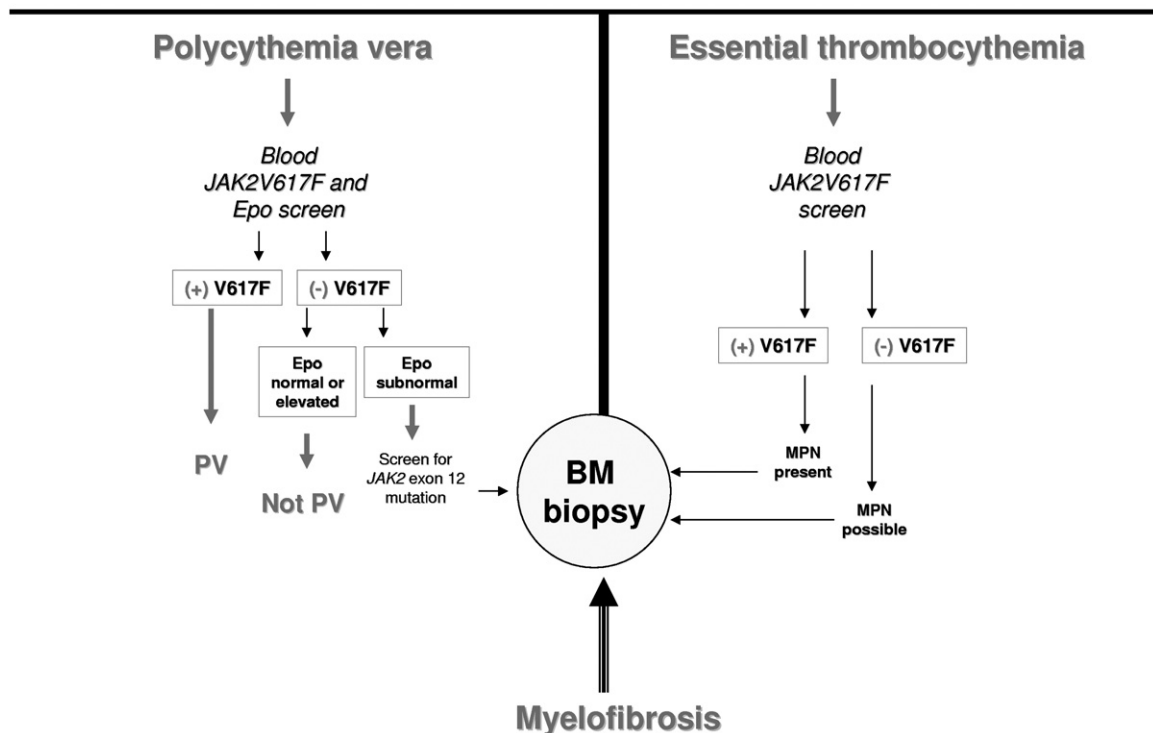 Polycythemia vera
Blood
JAK2V617F and
Epo screen
(+) V617F
(-) V617F
Epo
normal or
elevated
Epo
subnormal
PV
Not PV
Screen for
JAK2 exon 12
mutation
BM
biopsy
Essential thrombocythemia
Blood
JAK2V617F
screen
(+) V617F
(-) V617F
MPN
present
MPN
possible
Myelofibrosis